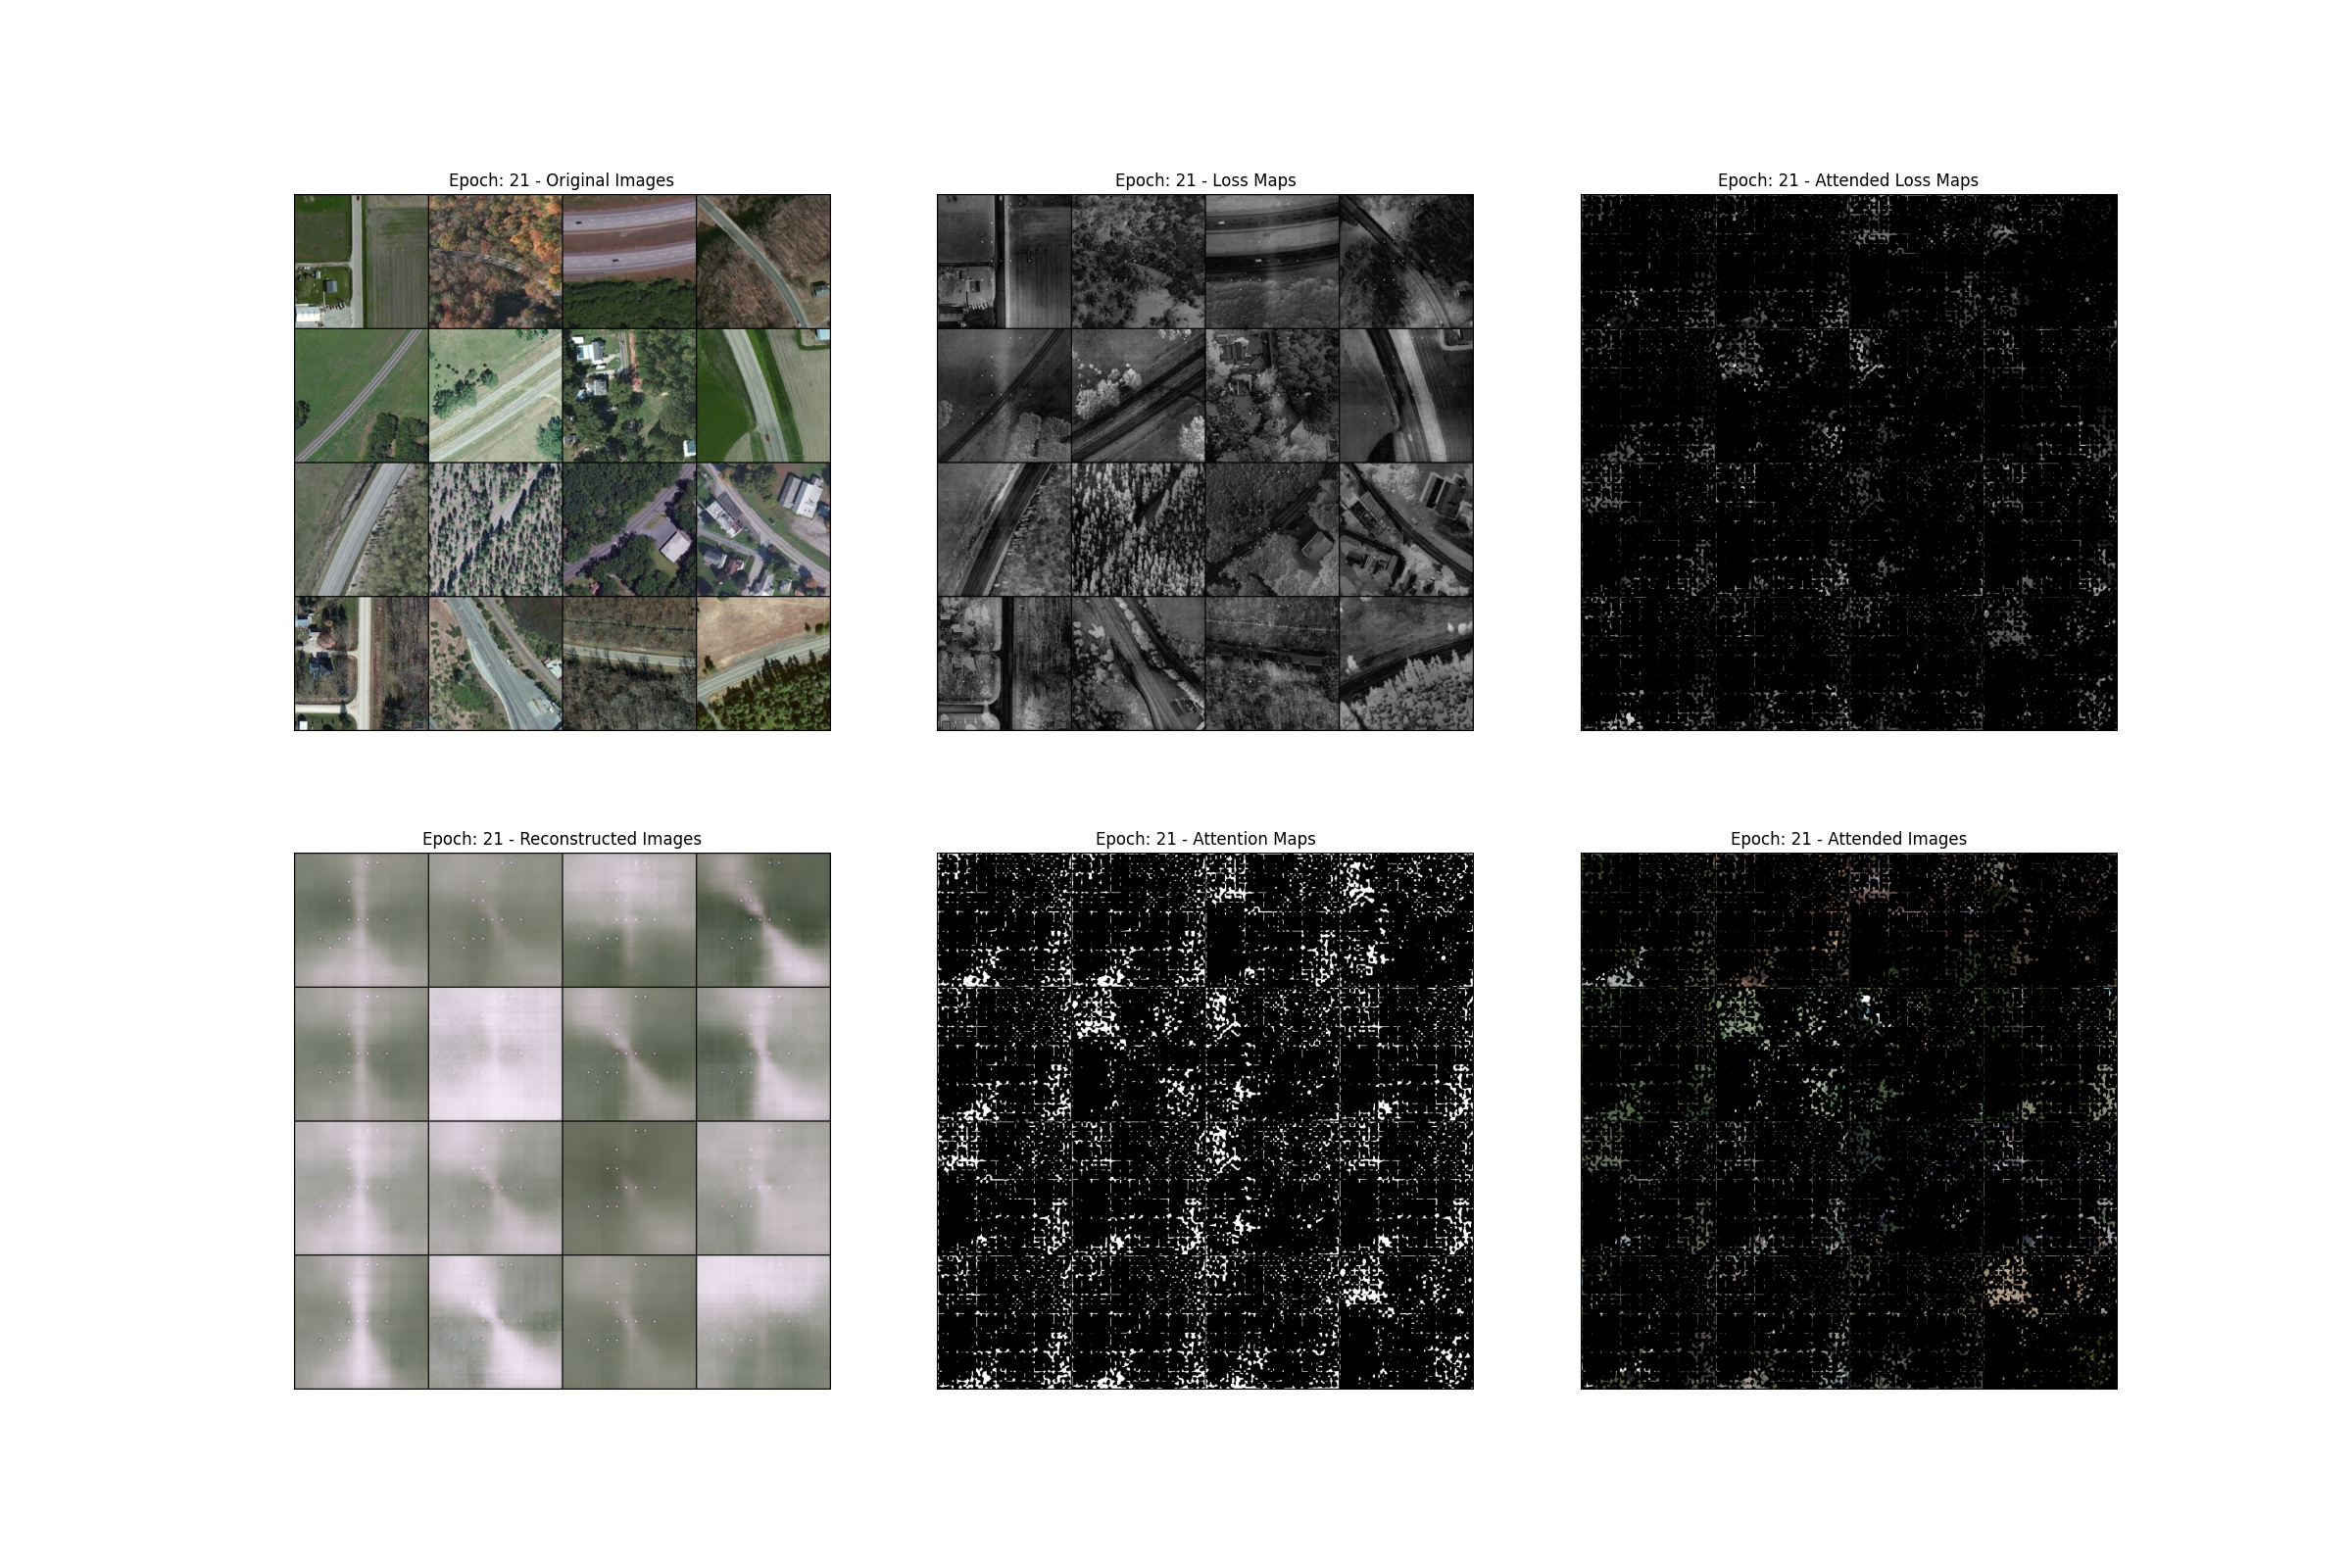 Epoch: 21 - Original Images
Epoch: 21 - Loss Maps
Epoch: 21 - Attended Loss Maps
Epoch: 21 - Reconstructed Images
Epoch: 21 - Attention Maps
Epoch: 21 - Attended Images